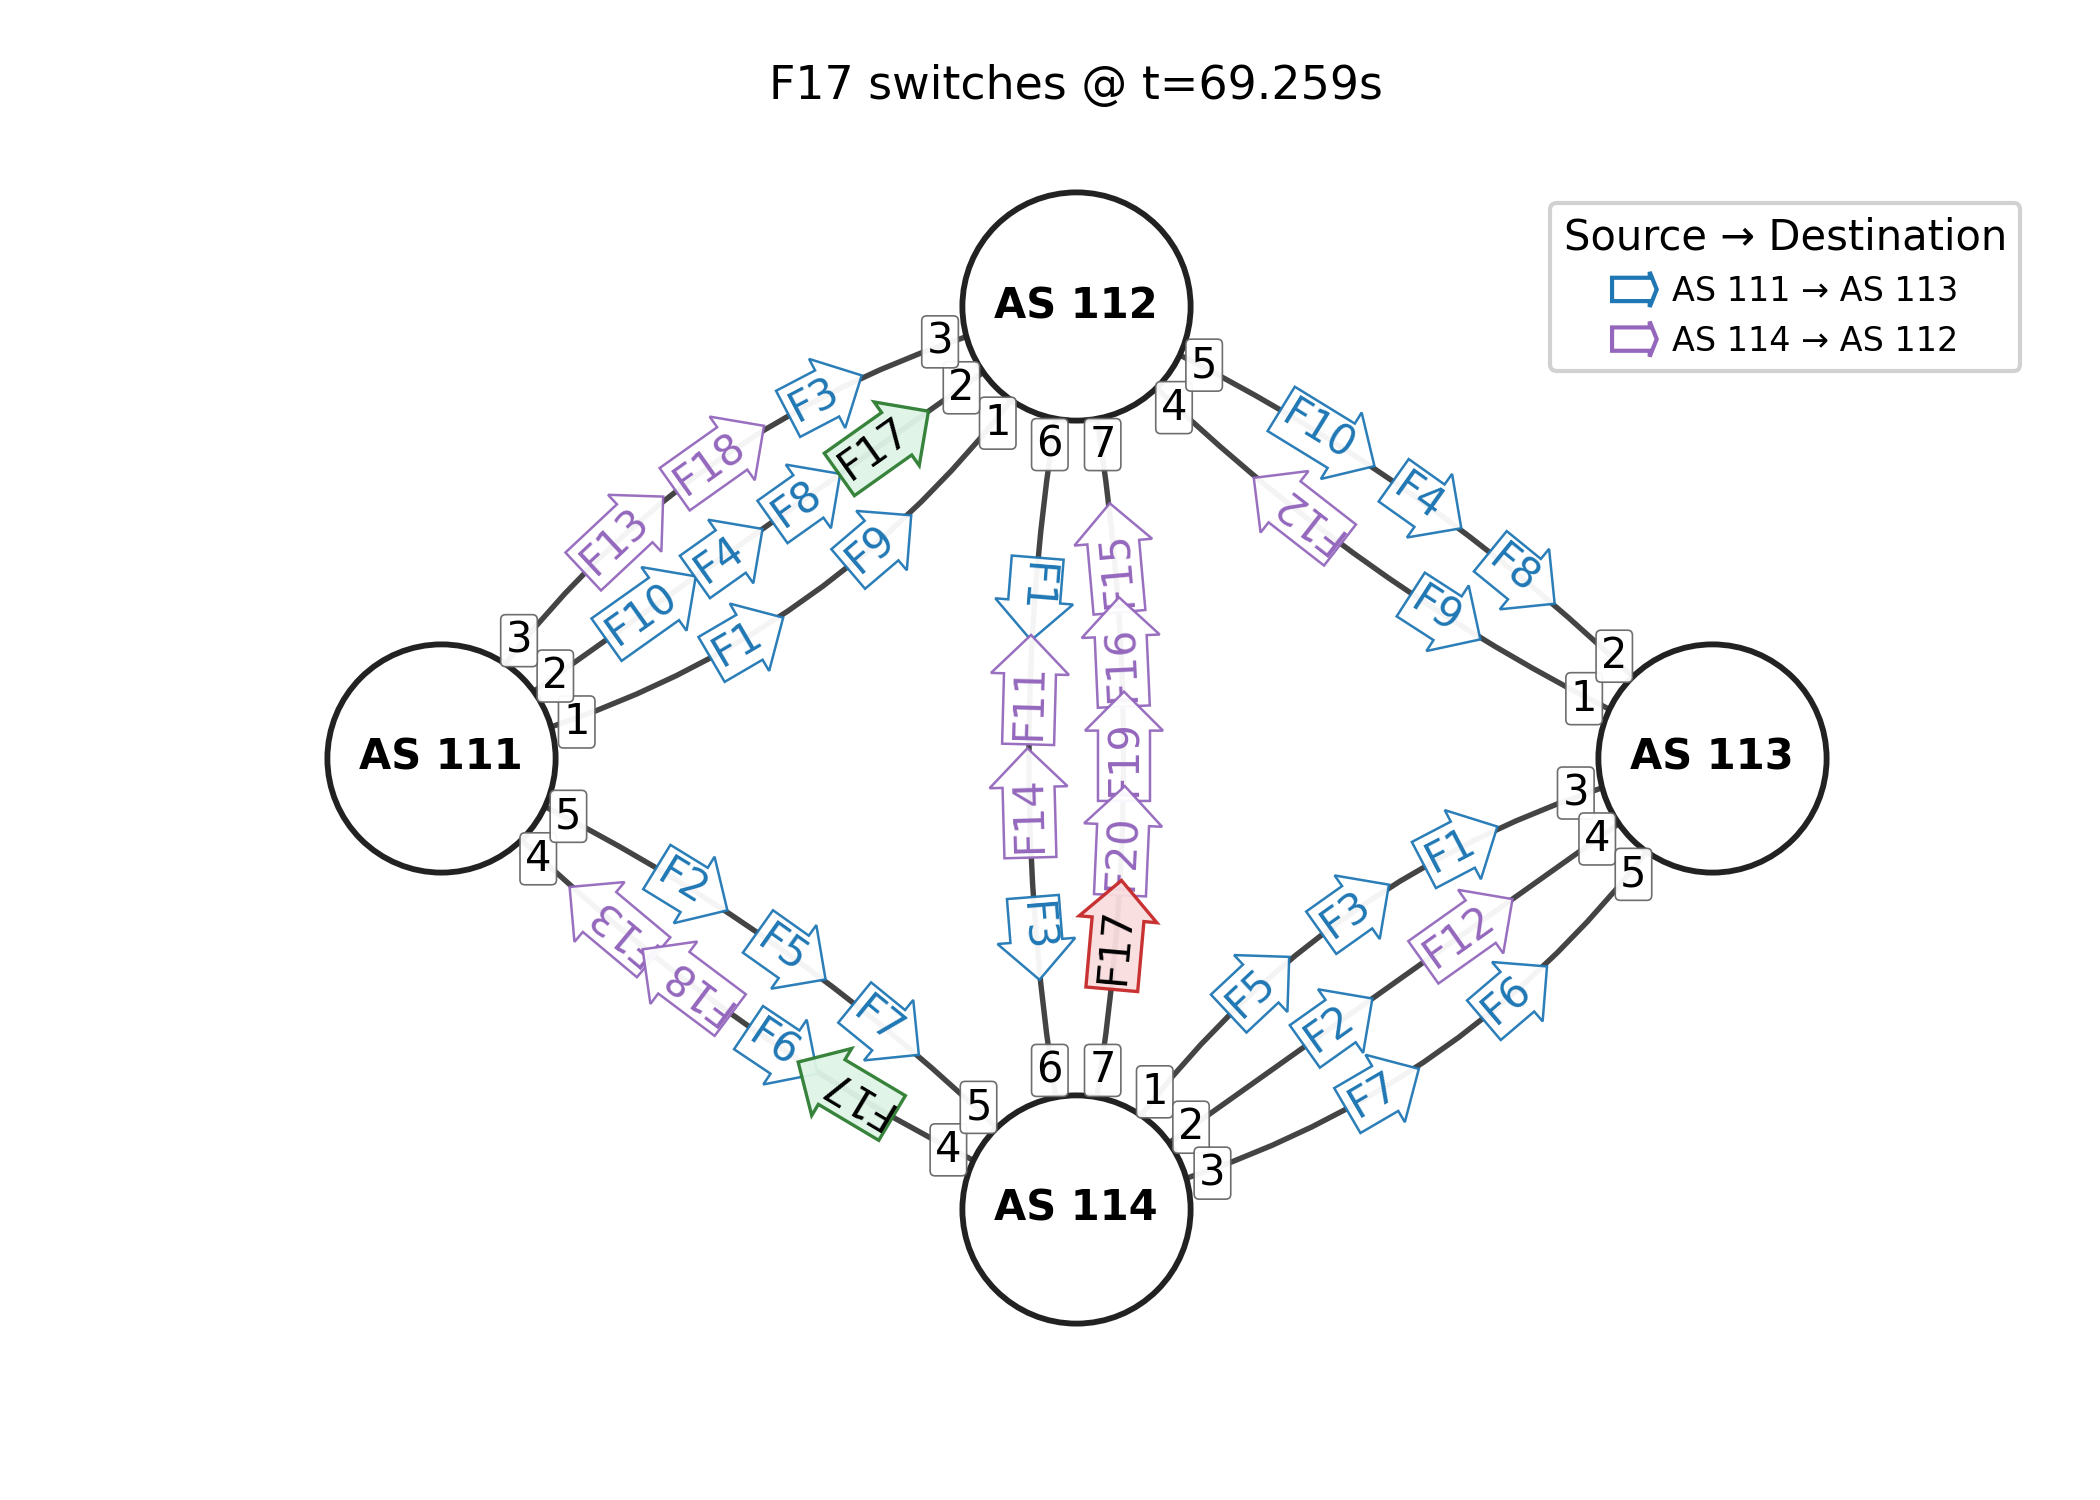 F17 switches @ t=69.259s
Source → Destination
AS 111 → AS 113
AS 114 → AS 112
AS 112
3
2
1
6
7
4
5
F3
F18
F13
F17
F8
F4
F10
F9
F1
F10
F4
F8
F12
F9
F1
F11
F14
F3
F15
F16
F19
F20
F17
3
2
1
AS 111
5
4
2
1
AS 113
3
4
5
F2
F5
F7
F13
F18
F6
F17
F1
F3
F5
F12
F2
F6
F7
5
4
6
7
1
2
3
AS 114